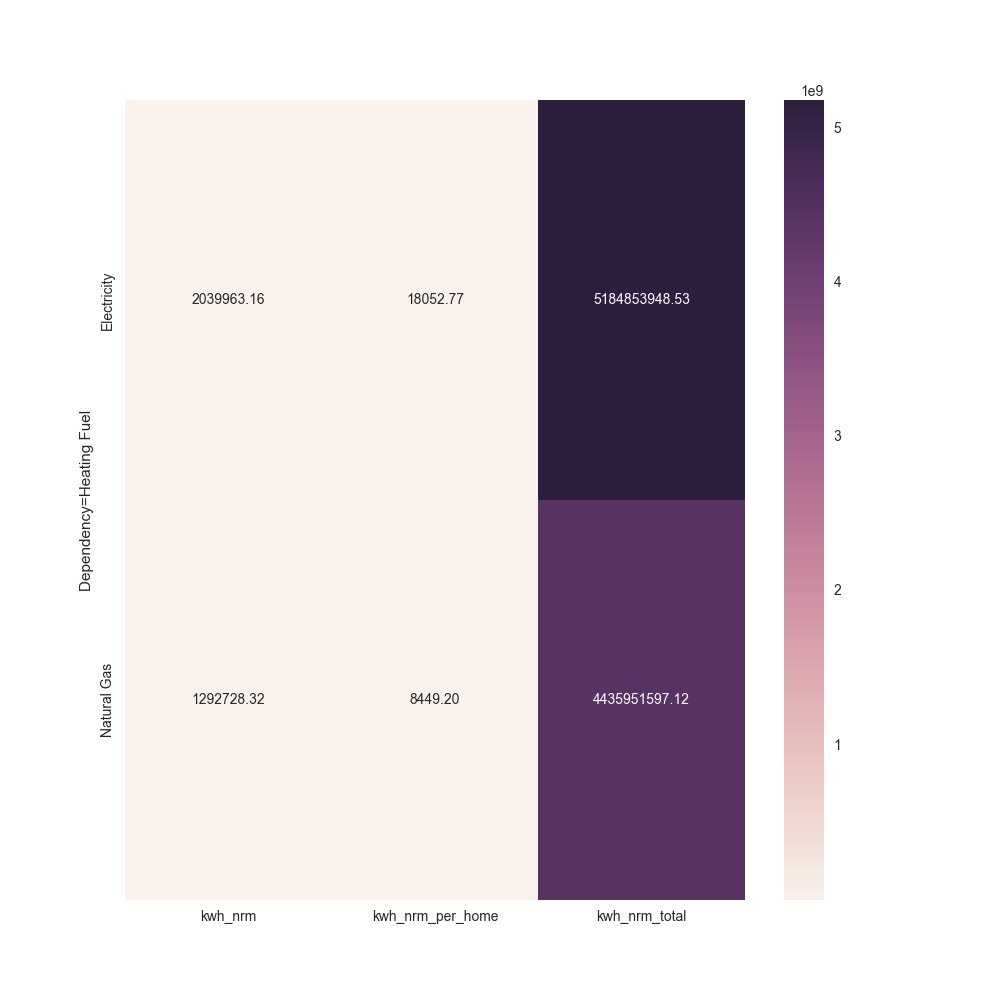 1e9
5
4
3
2
1
Dependency=Heating Fuel
Electricity
2039963.16 18052.77 5184853948.53
Natural Gas
1292728.32 8449.20 4435951597.12
kwh_nrm kwh_nrm_per_home kwh_nrm_total